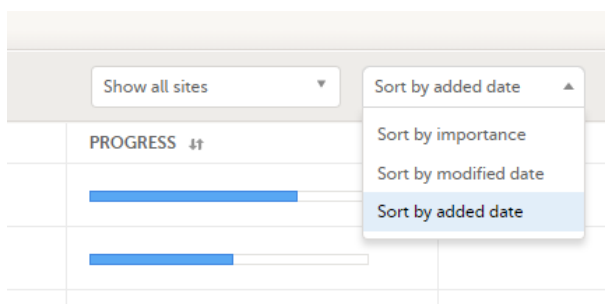 Show all sites
Sort by added date
PROGRESS
Sort by importance
Sort by modified date
Sort by added date